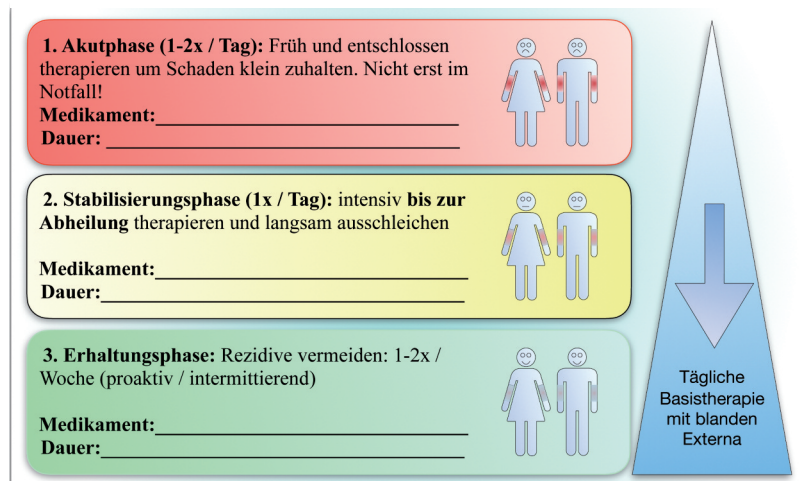 1. Akutphase (1-2x / Tag): Früh und entschlossen
therapieren um Schaden klein zuhalten. Nicht erst im
Notfall!
Medikament:
Dauer:
2. Stabilisierungsphase (1x / Tag): intensiv bis zur
Abheilung therapieren und langsam ausschleichen
Medikament:
Dauer:
3. Erhaltungsphase: Rezidive vermeiden: 1-2x /
Woche (proaktiv / intermittierend)
Medikament:
Dauer:
Tägliche
Basistherapie
mit blanden
Externa